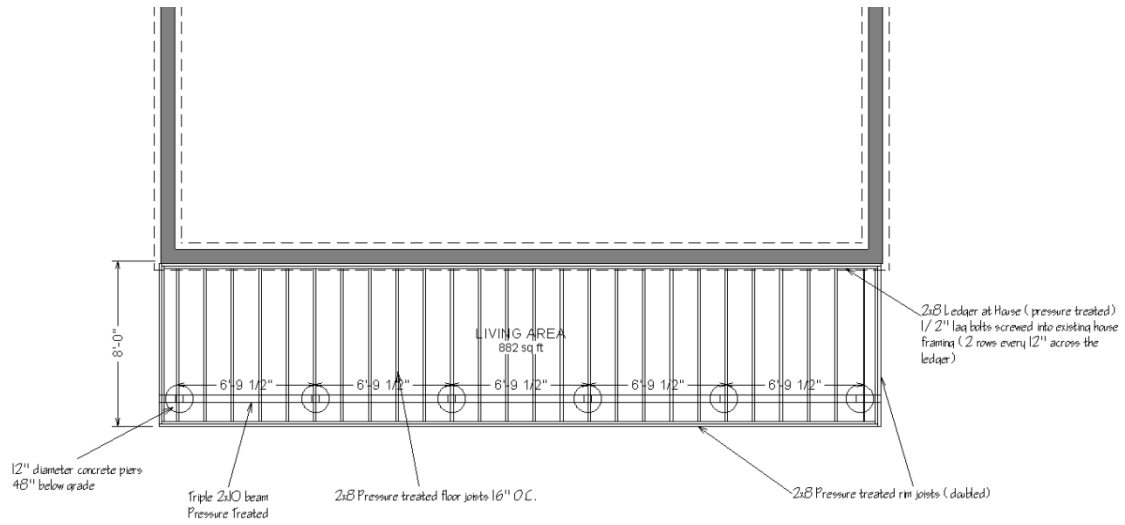 2x8 Ledger at House ( pressure treated)
1/2" lag bolts screwed into existing house
framing ( 2 rows every 12" across the
ledger)
LIVING AREA
882 sq ft
8'-0"
6'-9 1/2" 6'-9 1/2" 6'-9 1/2" 6'-9 1/2" 6'-9 1/2"
12" diameter concrete piers
48" below grade
Triple 2x10 beam
Pressure Treated
2x8 Pressure treated floor joists 16" O.C.
2x8 Pressure treated rim joists ( doubled)